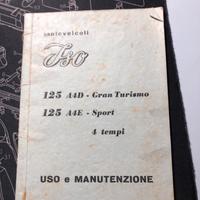 motoveicoli
Iso
125 A4D - Gran Turismo
125 A4E - Sport
4 tempi
USO e MANUTENZIONE